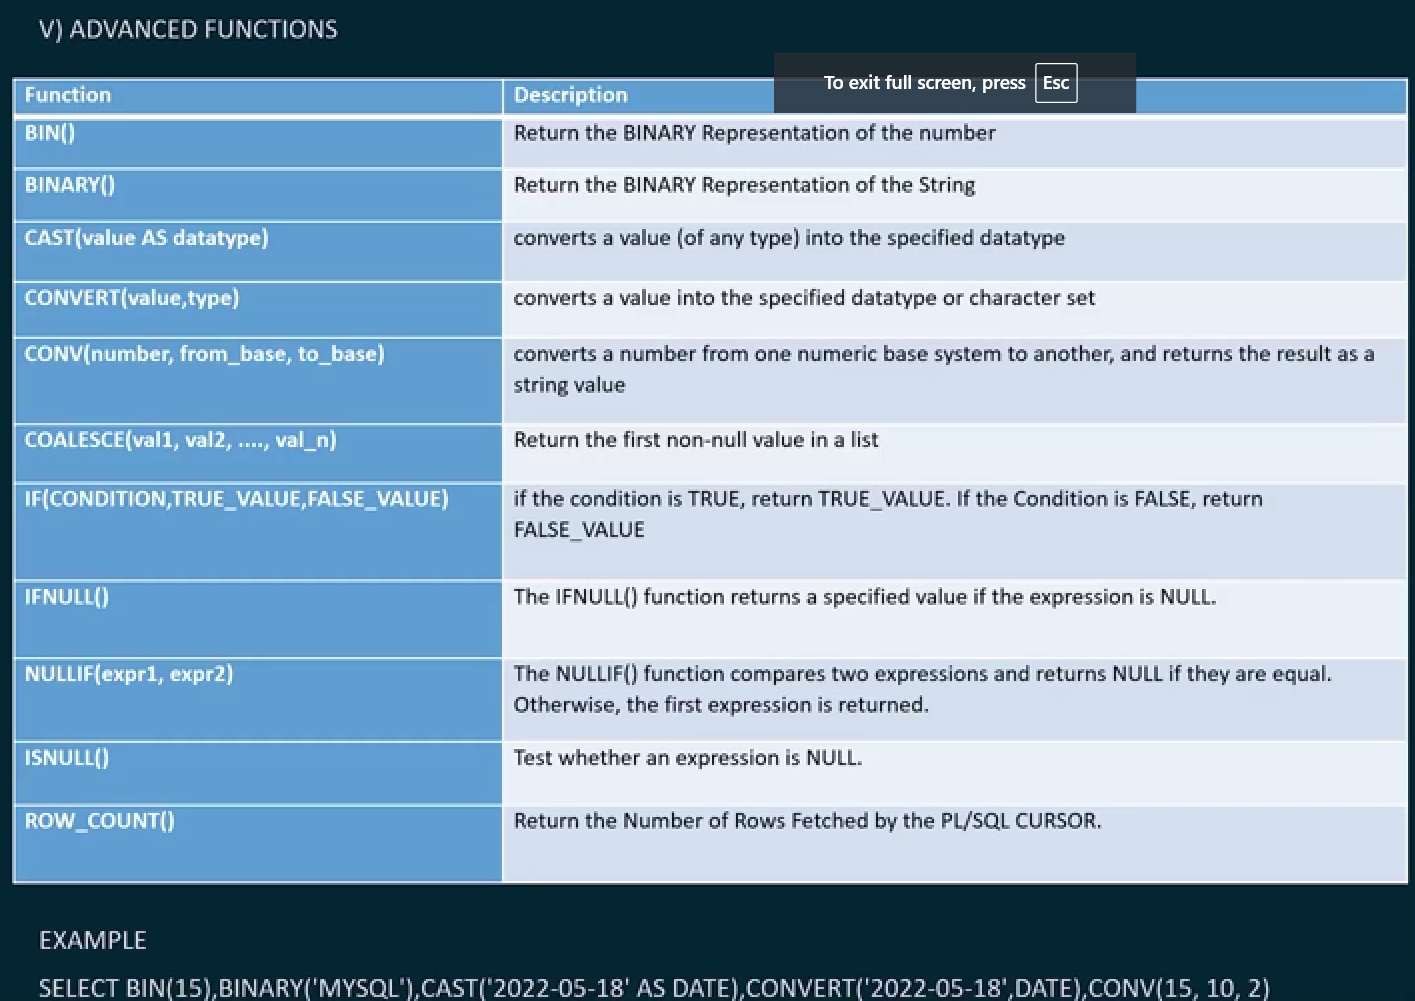 V) ADVANCED FUNCTIONS
To exit full screen, press Esc
Function Description
BIN() Return the BINARY Representation of the number
BINARY() Return the BINARY Representation of the String
CAST(value AS datatype) converts a value (of any type) into the specified datatype
CONVERT(value,type) converts a value into the specified datatype or character set
CONV(number, from_base, to_base) converts a number from one numeric base system to another, and returns the result as a
string value
COALESCE(val1, val2, ...., val_n) Return the first non-null value in a list
IF(CONDITION,TRUE_VALUE,FALSE_VALUE) if the condition is TRUE, return TRUE_VALUE. If the Condition is FALSE, return
FALSE_VALUE
IFNULL() The IFNULL() function returns a specified value if the expression is NULL.
NULLIF(expr1, expr2) The NULLIF() function compares two expressions and returns NULL if they are equal.
Otherwise, the first expression is returned.
ISNULL() Test whether an expression is NULL.
ROW_COUNT() Return the Number of Rows Fetched by the PL/SQL CURSOR.
EXAMPLE
SELECT BIN(15),BINARY('MYSQL'),CAST('2022-05-18' AS DATE),CONVERT('2022-05-18',DATE),CONV(15, 10, 2)